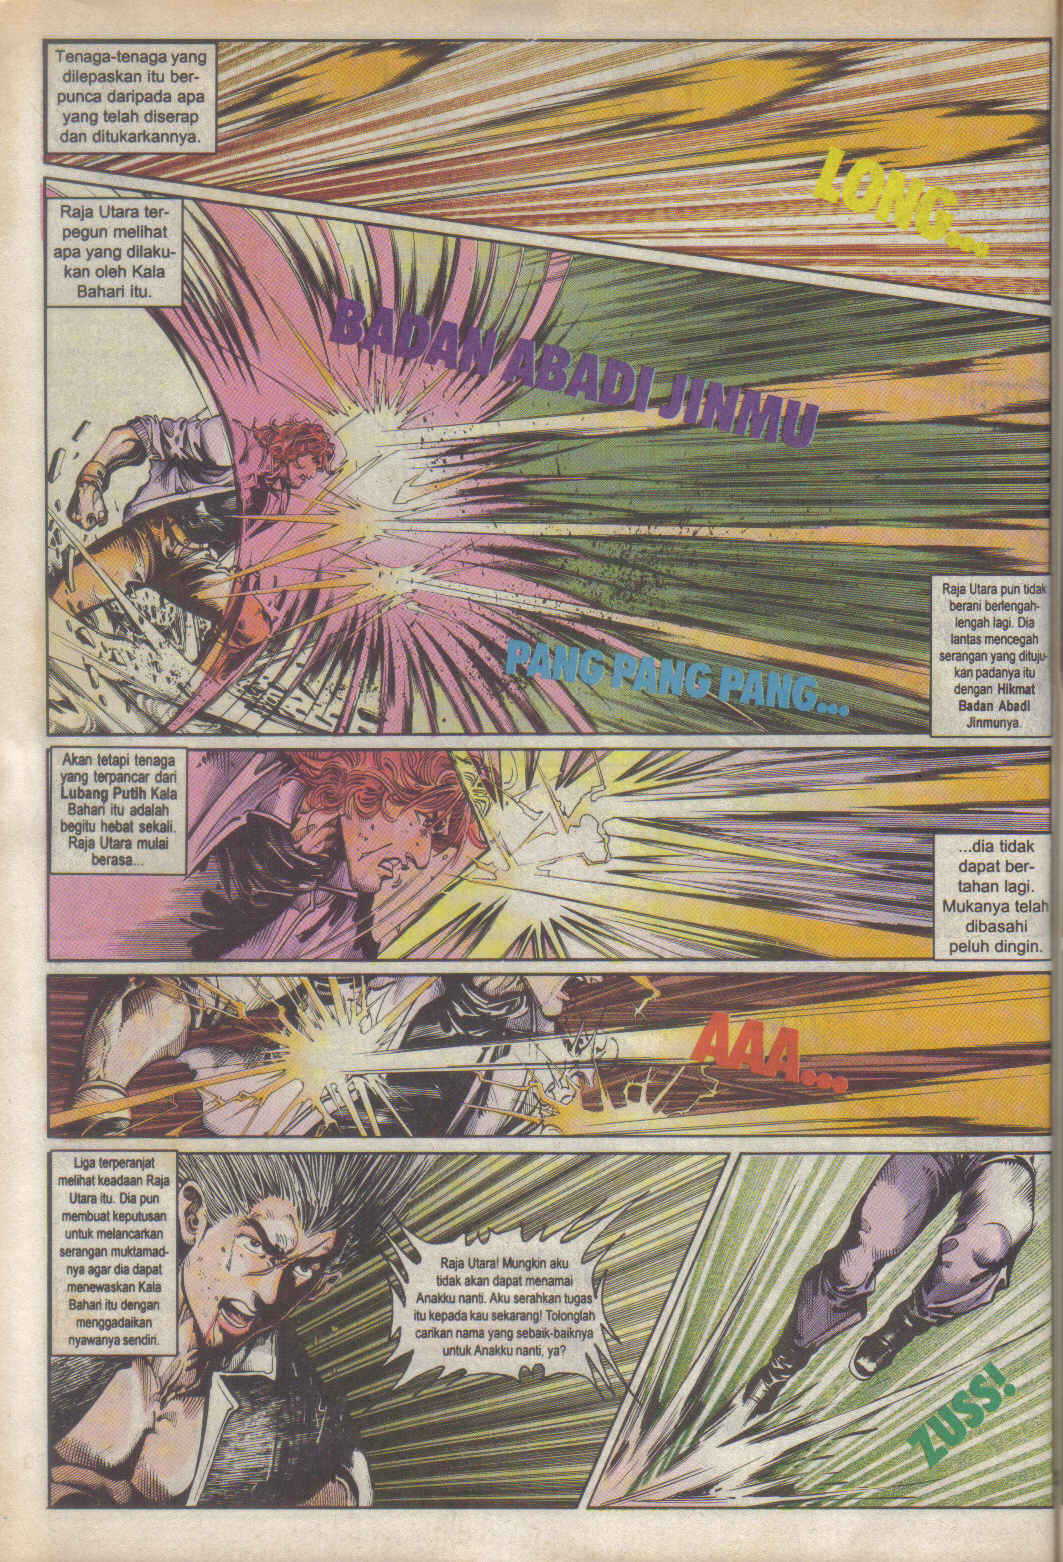 Tenaga-tenaga yang
dilepaskan itu ber-
punca daripada apa
yang telah diserap
dan ditukarkannya.
LONG...
Raja Utara ter-
pegun melihat
apa yang dilaku-
kan oleh Kala
Bahari itu.
BADAN ABADI JINMU
PANG PANG PANG...
Raja Utara pun tidak
berani berlengah-
lengah lagi. Dia
lantas mencegah
serangan yang dituju-
kan padanya itu
dengan Hikmat
Badan Abadi
Jinmunya.
Akan tetapi tenaga
yang terpancar dari
Lubang Putih Kala
Bahari itu adalah
begitu hebat sekali.
Raja Utara mulai
berasa...
...dia tidak
dapat ber-
tahan lagi.
Mukanya telah
dibasahi
peluh dingin.
AAA...
Liga terperanjat
melihat keadaan Raja
Utara itu. Dia pun
membuat keputusan
untuk melancarkan
serangan muktamad-
nya agar dia dapat
menewaskan Kala
Bahari itu dengan
menggadaikan
nyawanya sendiri.
Raja Utara! Mungkin aku
tidak akan dapat menamai
Anakku nanti. Aku serahkan tugas
itu kepada kau sekarang! Tolonglah
carikan nama yang sebaik-baiknya
untuk Anakku nanti, ya?
ZUSS!